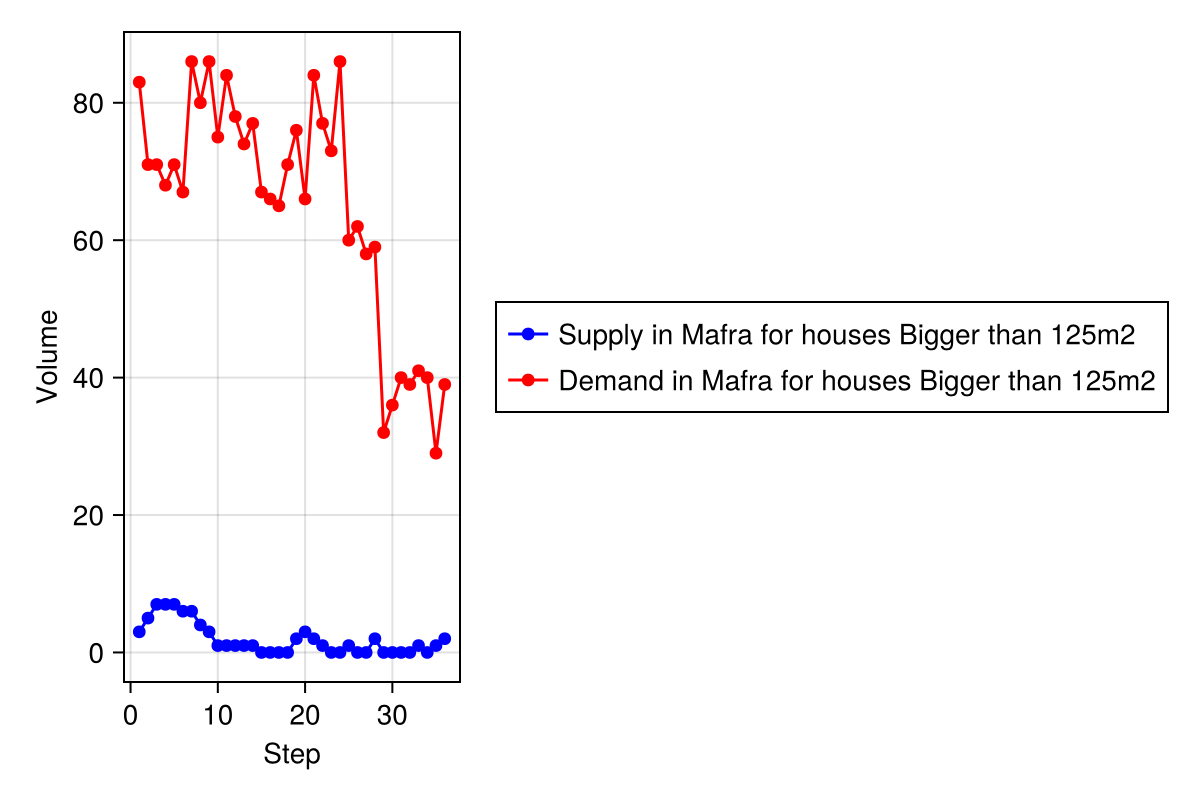 80
60
40
20
0
Volume
0 10 20 30
Step
Supply in Mafra for houses Bigger than 125m2
Demand in Mafra for houses Bigger than 125m2